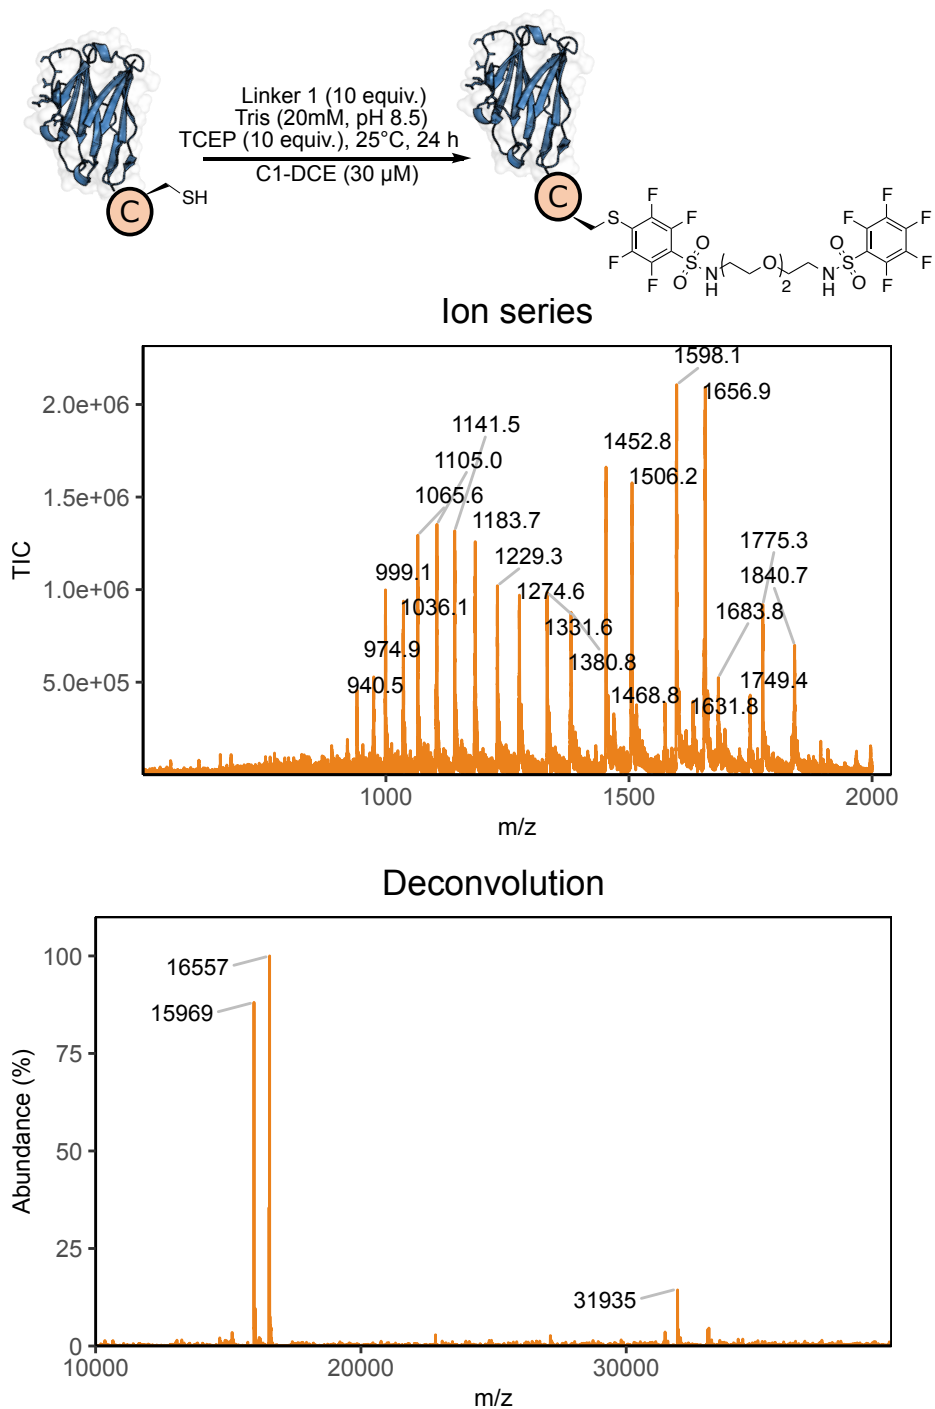 Linker 1 (10 equiv.)
Tris (20mM, pH 8.5)
TCEP (10 equiv.), 25°C, 24 h
C1-DCE (30 µM)
C
SH
C
S
F
F
F
F
S
O
O
N
H
O
2
N
H
S
O
O
F
F
F
F
F
Ion series
1598.1
1656.9
1141.5
1105.0
1065.6
1183.7
1452.8
1506.2
1775.3
1840.7
1229.3
999.1
1036.1
1274.6
1683.8
1331.6
974.9
1380.8
940.5
1468.8
1631.8
1749.4
2.0e+06
1.5e+06
1.0e+06
5.0e+05
TIC
1000
1500
2000
m/z
Deconvolution
100
75
50
25
0
Abundance (%)
16557
15969
31935
10000
20000
30000
m/z